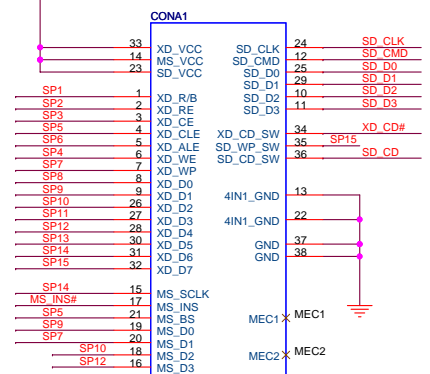 CONA1
33 XD_VCC SD_CLK 24 SD_CLK
14 MS_VCC SD_CMD 12 SD_CMD
23 SD_VCC SD_D0 25 SD_D0
SD_D1 29 SD_D1
SP1 1 XD_R/B SD_D2 10 SD_D2
SP2 2 XD_RE SD_D3 11 SD_D3
SP3 3 XD_CE
SP5 4 XD_CLE XD_CD_SW 34 XD_CD#
SP6 5 XD_ALE SD_WP_SW 35 SP15
SP4 6 XD_WE SD_CD_SW 36 SD_CD
SP7 7 XD_WP
SP8 8 XD_D0
SP9 9 XD_D1 4IN1_GND 13
SP10 26 XD_D2
SP11 27 XD_D3 4IN1_GND 22
SP12 28 XD_D4
SP13 30 XD_D5 GND 37
SP14 31 XD_D6 GND 38
SP15 32 XD_D7
SP14 15 MS_SCLK
MS_INS# 17 MS_INS
SP5 21 MS_BS MEC1 MEC1
SP9 19 MS_D0
SP7 20 MS_D1
SP10 18 MS_D2 MEC2 MEC2
SP12 16 MS_D3